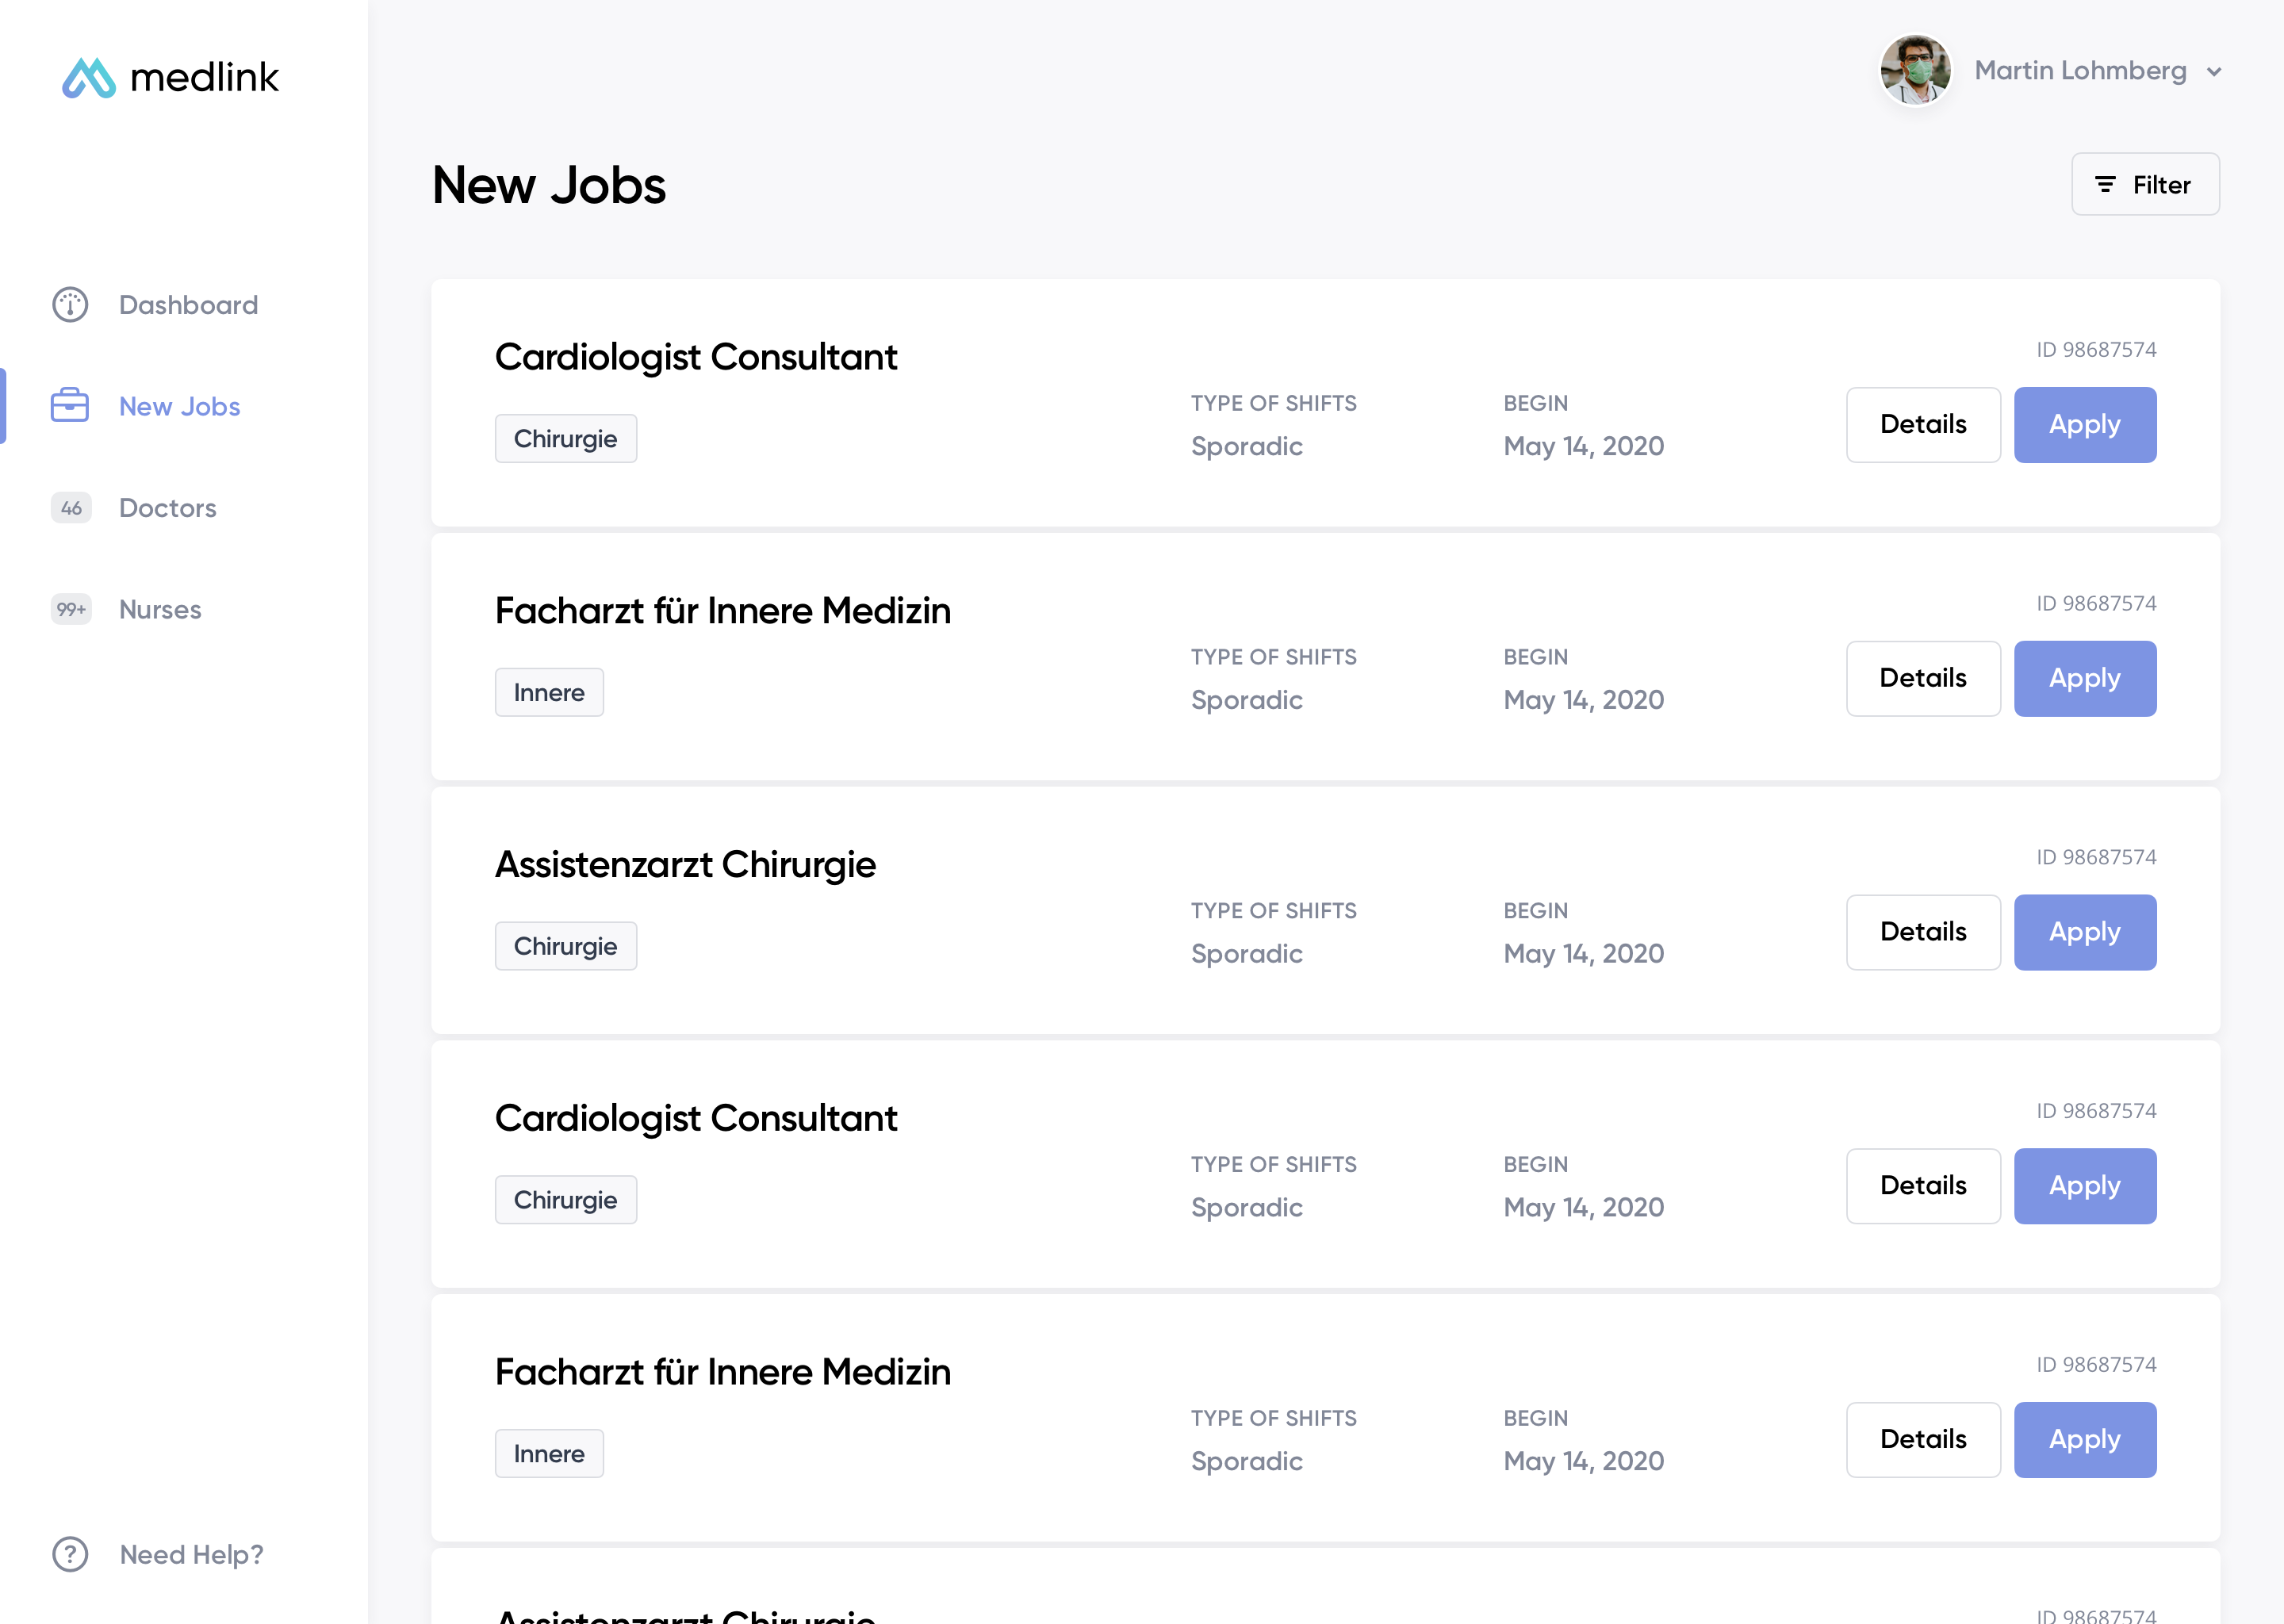 medlink
Martin Lohmberg
New Jobs
Filter
Dashboard
New Jobs
46 Doctors
99+ Nurses
Need Help?
Cardiologist Consultant
ID 98687574
Chirurgie
TYPE OF SHIFTS
Sporadic
BEGIN
May 14, 2020
Details
Apply
Facharzt für Innere Medizin
ID 98687574
Innere
TYPE OF SHIFTS
Sporadic
BEGIN
May 14, 2020
Details
Apply
Assistenzarzt Chirurgie
ID 98687574
Chirurgie
TYPE OF SHIFTS
Sporadic
BEGIN
May 14, 2020
Details
Apply
Cardiologist Consultant
ID 98687574
Chirurgie
TYPE OF SHIFTS
Sporadic
BEGIN
May 14, 2020
Details
Apply
Facharzt für Innere Medizin
ID 98687574
Innere
TYPE OF SHIFTS
Sporadic
BEGIN
May 14, 2020
Details
Apply
Assistenzarzt Chirurgie
ID 98687574